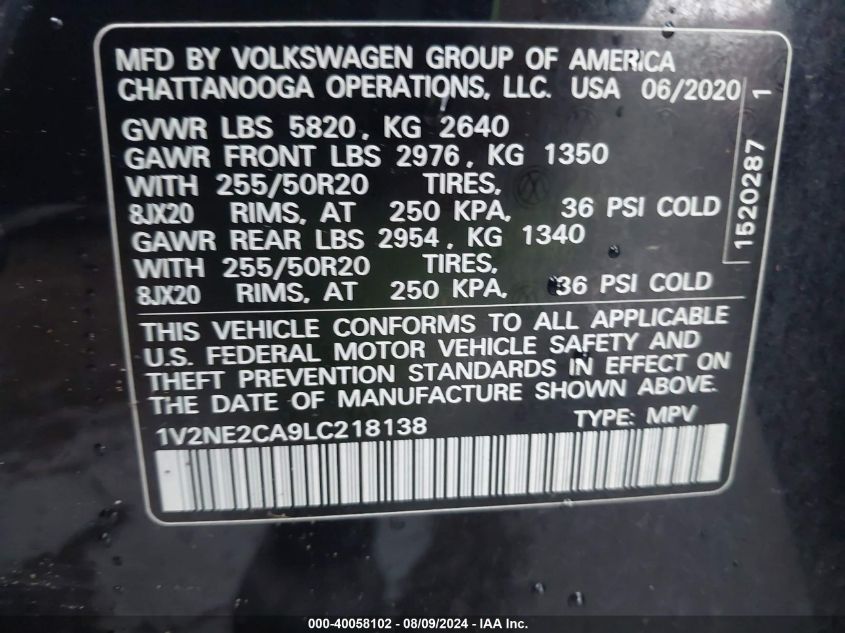 MFD BY VOLKSWAGEN GROUP OF AMERICA
CHATTANOOGA OPERATIONS, LLC. USA 06/2020 1
GVWR LBS 5820, KG 2640
GAWR FRONT LBS 2976, KG 1350
WITH 255/50R20 TIRES,
8JX20 RIMS, AT 250 KPA, 36 PSI COLD
GAWR REAR LBS 2954, KG 1340
WITH 255/50R20 TIRES,
8JX20 RIMS, AT 250 KPA, 36 PSI COLD
1520287
THIS VEHICLE CONFORMS TO ALL APPLICABLE
U.S. FEDERAL MOTOR VEHICLE SAFETY AND
THEFT PREVENTION STANDARDS IN EFFECT ON
THE DATE OF MANUFACTURE SHOWN ABOVE.
1V2NE2CA9LC218138 TYPE: MPV
000-40058102 - 08/09/2024 - IAA Inc.